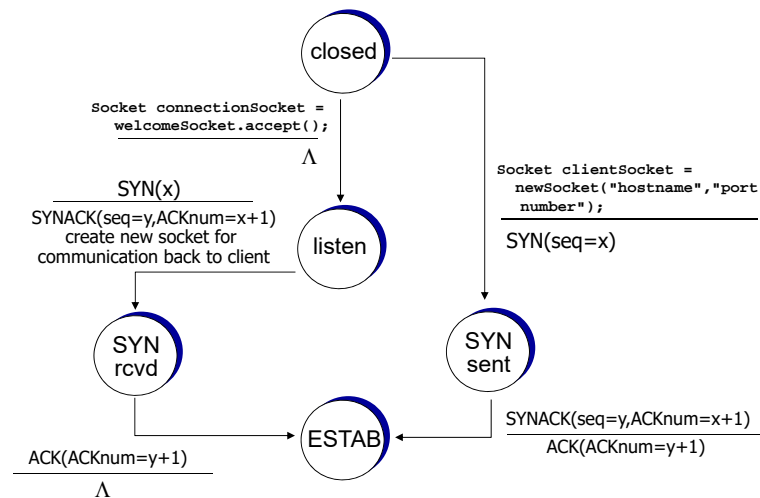 closed
Socket connectionSocket =
welcomeSocket.accept();
Λ
Socket clientSocket =
newSocket("hostname","port
number");
SYN(seq=x)
SYN(x)
SYNACK(seq=y,ACKnum=x+1)
create new socket for
communication back to client
listen
SYN
rcvd
SYN
sent
ESTAB
SYNACK(seq=y,ACKnum=x+1)
ACK(ACKnum=y+1)
ACK(ACKnum=y+1)
Λ